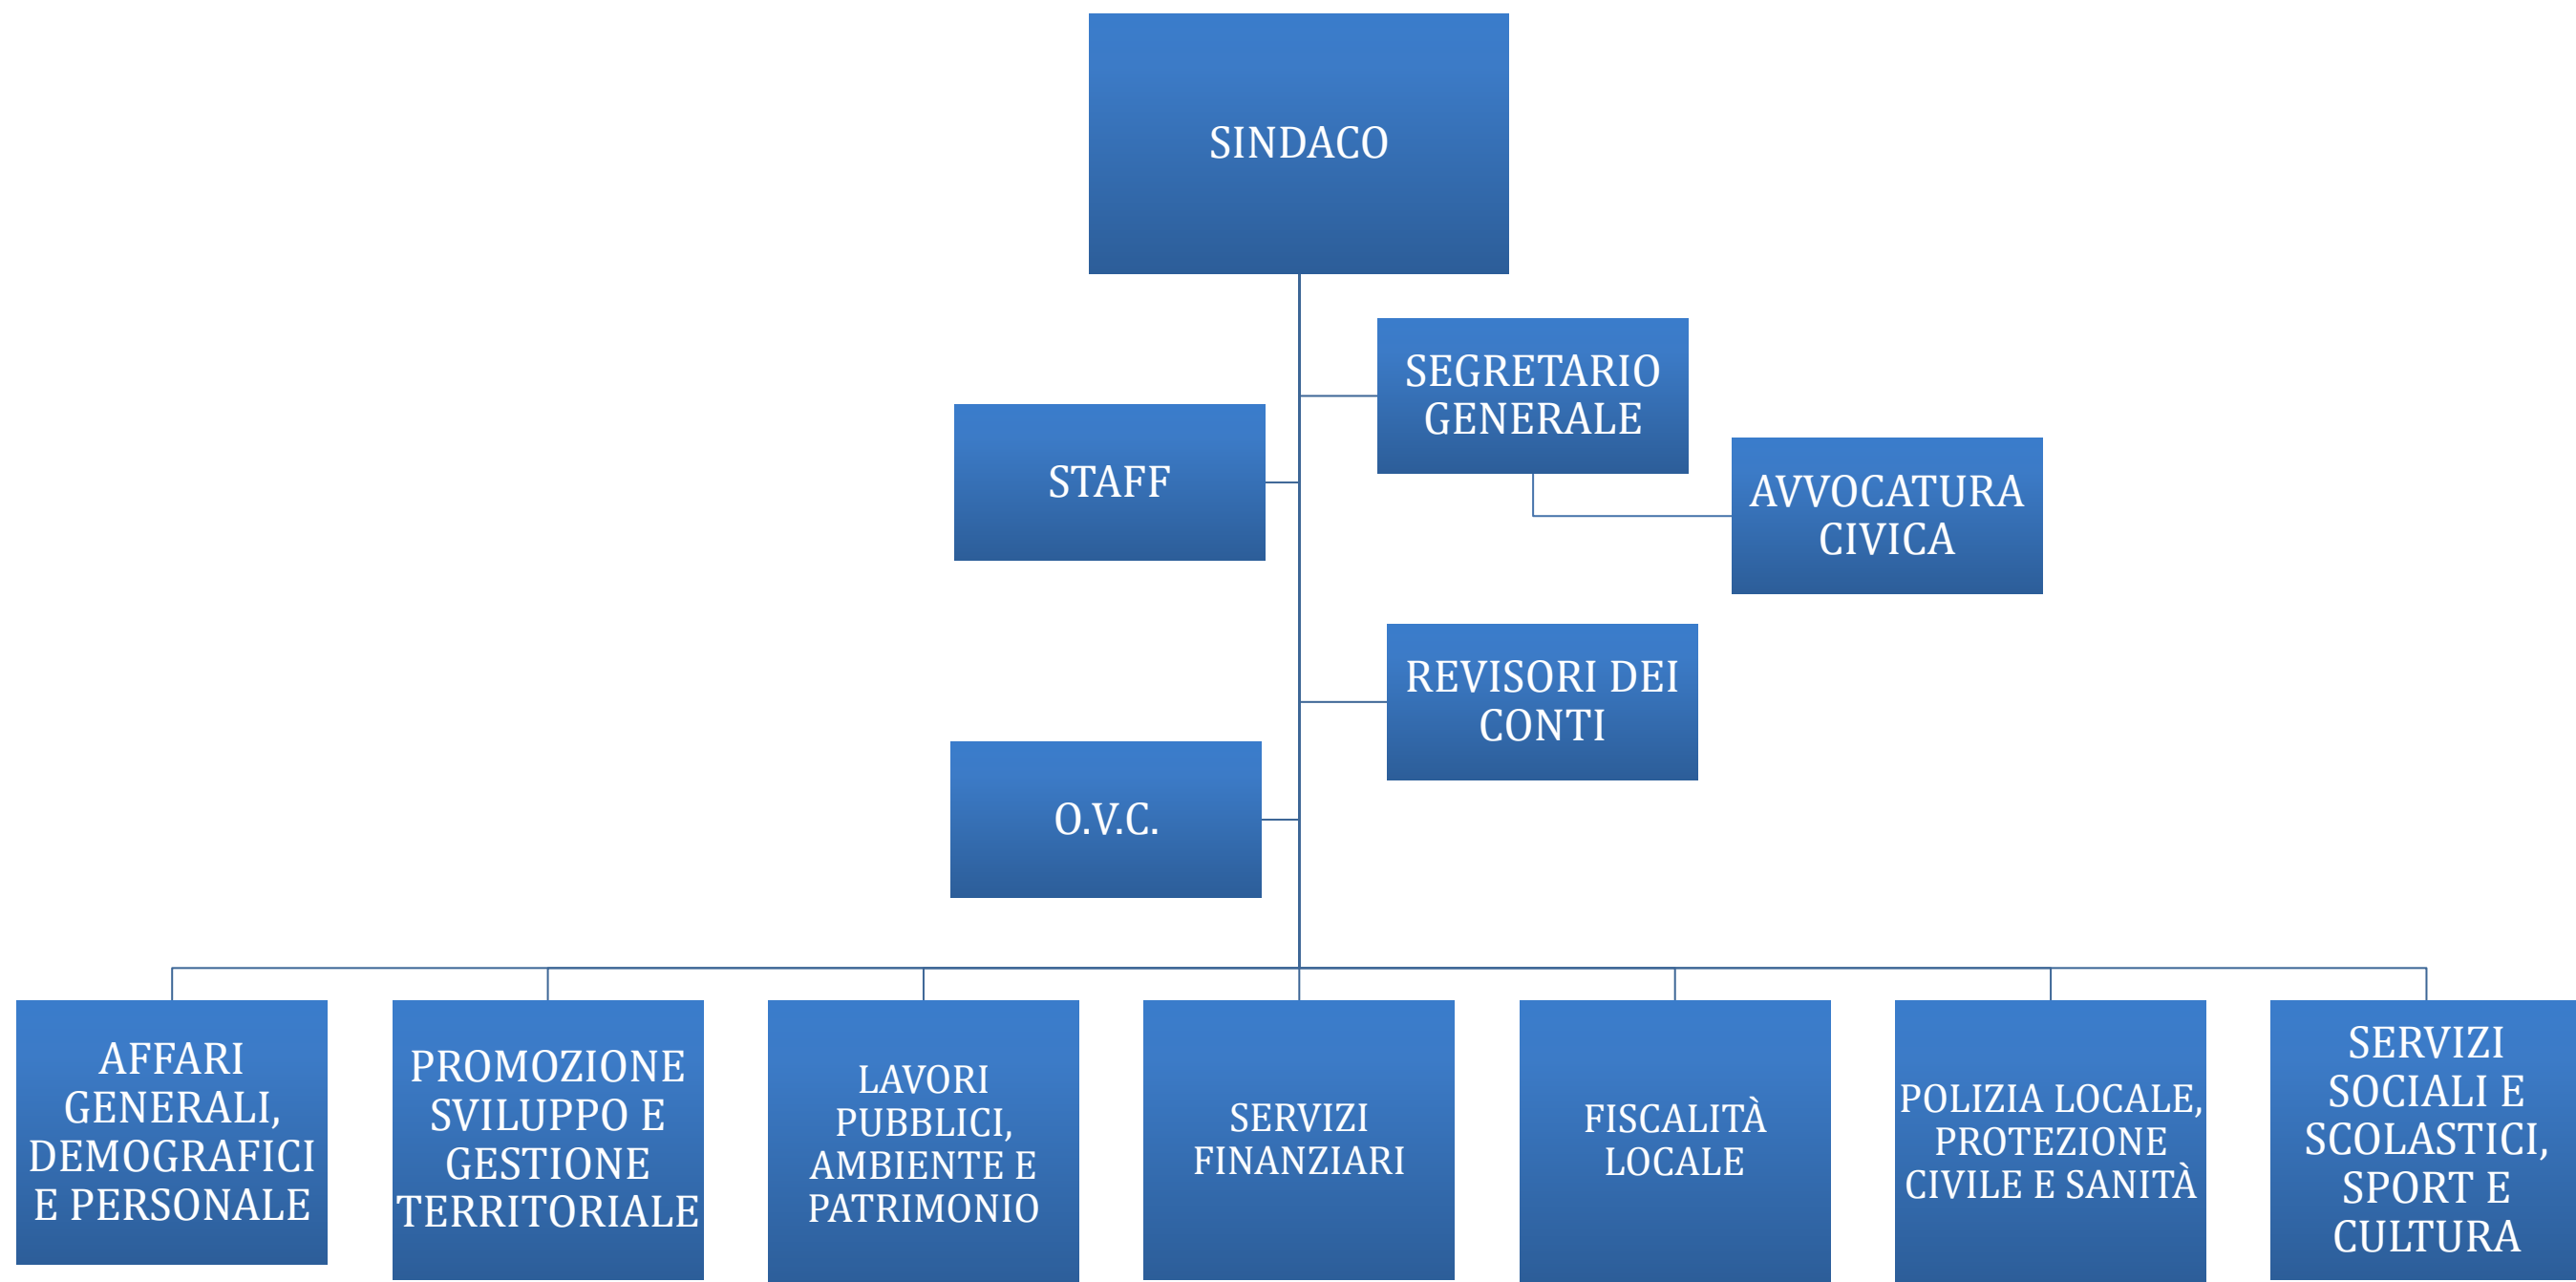 SINDACO
SEGRETARIO
GENERALE
STAFF
AVVOCATURA
CIVICA
REVISORI DEI
CONTI
O.V.C.
AFFARI
GENERALI,
DEMOGRAFICI
E PERSONALE
PROMOZIONE
SVILUPPO E
GESTIONE
TERRITORIALE
LAVORI
PUBBLICI,
AMBIENTE E
PATRIMONIO
SERVIZI
FINANZIARI
FISCALITÀ
LOCALE
POLIZIA LOCALE,
PROTEZIONE
CIVILE E SANITÀ
SERVIZI
SOCIALI E
SCOLASTICI,
SPORT E
CULTURA